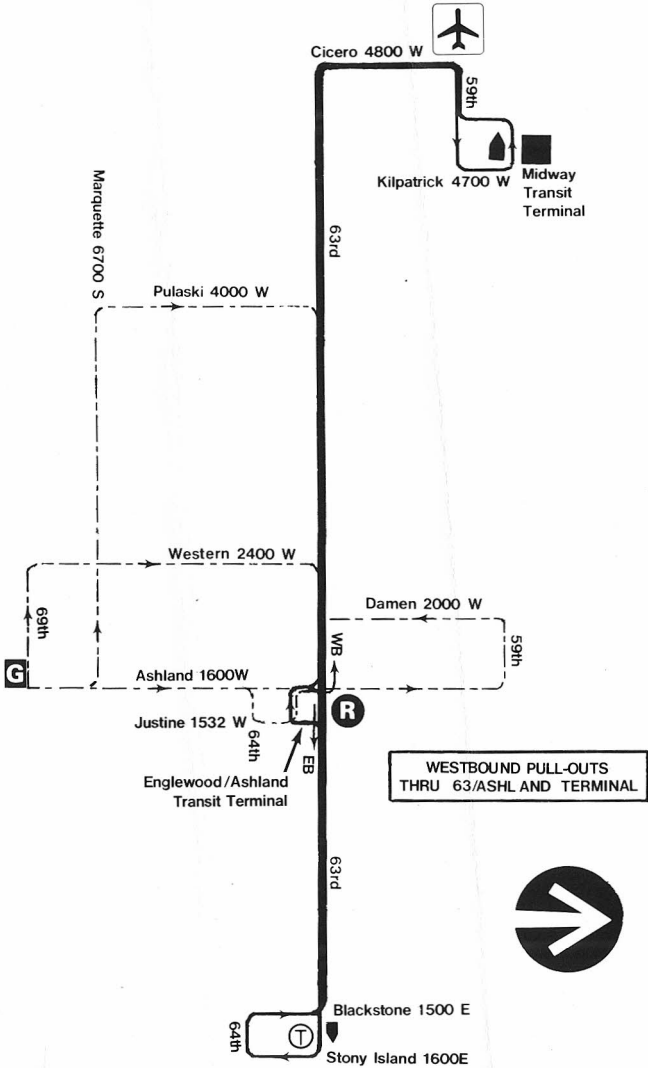 Cicero 4800 W
59th
Kilpatrick 4700 W
Midway
Transit
Terminal
63rd
Marquette 6700 S
Pulaski 4000 W
Western 2400 W
69th
Damen 2000 W
59th
WB
G
Ashland 1600W
R
Justine 1532 W
64th
EB
Englewood/Ashland
Transit Terminal
WESTBOUND PULL-OUTS
THRU 63/ASHLAND TERMINAL
63rd
Blackstone 1500 E
64th
T
Stony Island 1600E